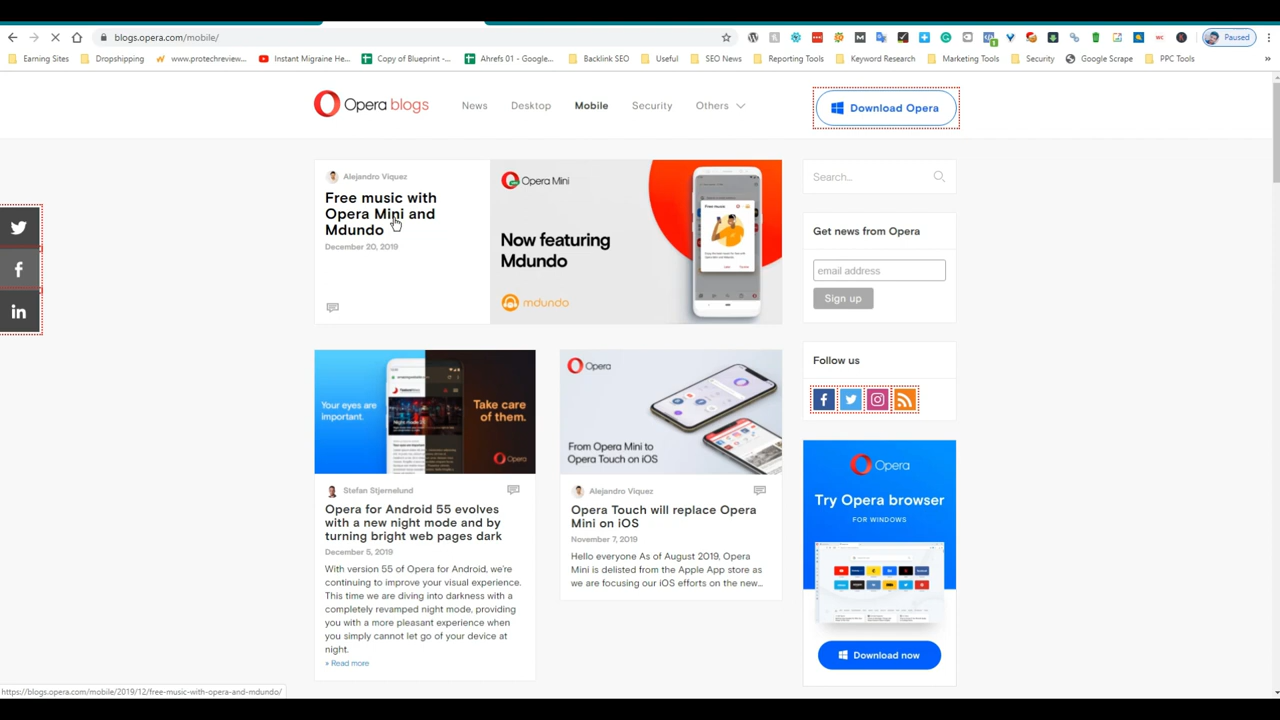 blogs.opera.com/mobile/
Paused
Earning Sites
Dropshipping
www.protechreview...
Instant Migraine He...
Copy of Blueprint -...
Ahrefs 01 - Google...
Backlink SEO
Useful
SEO News
Reporting Tools
Keyword Research
Marketing Tools
Security
Google Scrape
PPC Tools
Opera blogs
News
Desktop
Mobile
Security
Others
Download Opera
Alejandro Viquez
Free music with
Opera Mini and
Mdundo
December 20, 2019
Opera Mini
Now featuring
Mdundo
mdundo
Free music
Search...
Get news from Opera
email address
Sign up
Follow us
Your eyes are
important.
Take care
of them.
Opera
Stefan Stjernelund
Opera for Android 55 evolves
with a new night mode and by
turning bright web pages dark
December 5, 2019
With version 55 of Opera for Android, we're
continuing to improve your visual experience.
This time we are diving into darkness with a
completely revamped night mode, providing
you with a more pleasant experience when
you simply cannot let go of your device at
night.
» Read more
Opera
From Opera Mini to
Opera Touch on iOS
Alejandro Viquez
Opera Touch will replace Opera
Mini on iOS
November 7, 2019
Hello everyone As of August 2019, Opera
Mini is delisted from the Apple App store as
we are focusing our iOS efforts on the new...
Opera
Try Opera browser
FOR WINDOWS
Download now
https://blogs.opera.com/mobile/2019/12/free-music-with-opera-and-mdundo/